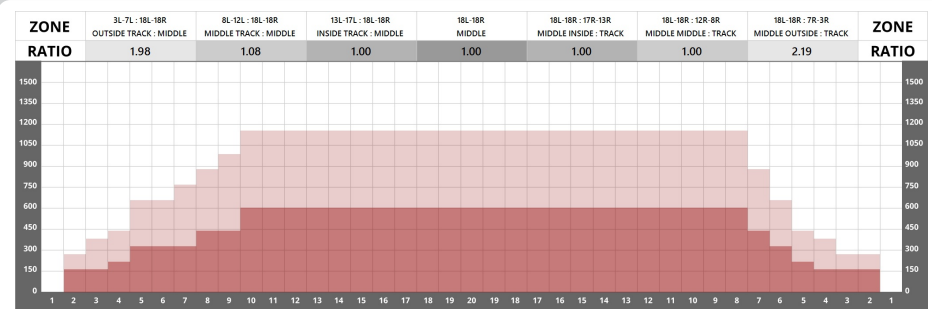 ZONE
3L-7L : 18L-18R
OUTSIDE TRACK : MIDDLE
8L-12L : 18L-18R
MIDDLE TRACK : MIDDLE
13L-17L : 18L-18R
INSIDE TRACK : MIDDLE
18L-18R
MIDDLE
18L-18R : 17R-13R
MIDDLE INSIDE : TRACK
18L-18R : 12R-8R
MIDDLE MIDDLE : TRACK
18L-18R : 7R-3R
MIDDLE OUTSIDE : TRACK
ZONE
RATIO 1.98 1.08 1.00 1.00 1.00 1.00 2.19 RATIO
1500 1500
1350 1350
1200 1200
1050 1050
900 900
750 750
600 600
450 450
300 300
150 150
0 0
1 2 3 4 5 6 7 8 9 10 11 12 13 14 15 16 17 18 19 20 19 18 17 16 15 14 13 12 11 10 9 8 7 6 5 4 3 2 1